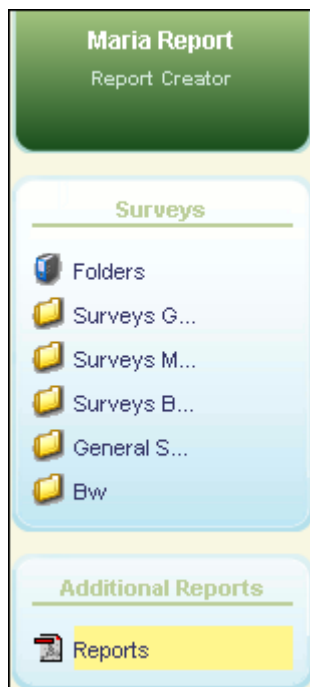 Maria Report
Report Creator
Surveys
Folders
Surveys G...
Surveys M...
Surveys B...
General S...
Bw
Additional Reports
Reports